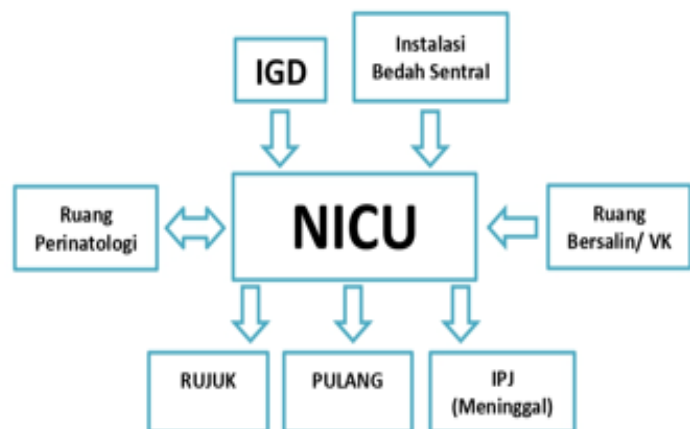 IGD
Instalasi
Bedah Sentral
Ruang
Perinatologi
NICU
Ruang
Bersalin/ VK
RUJUK
PULANG
IPJ
(Meninggal)